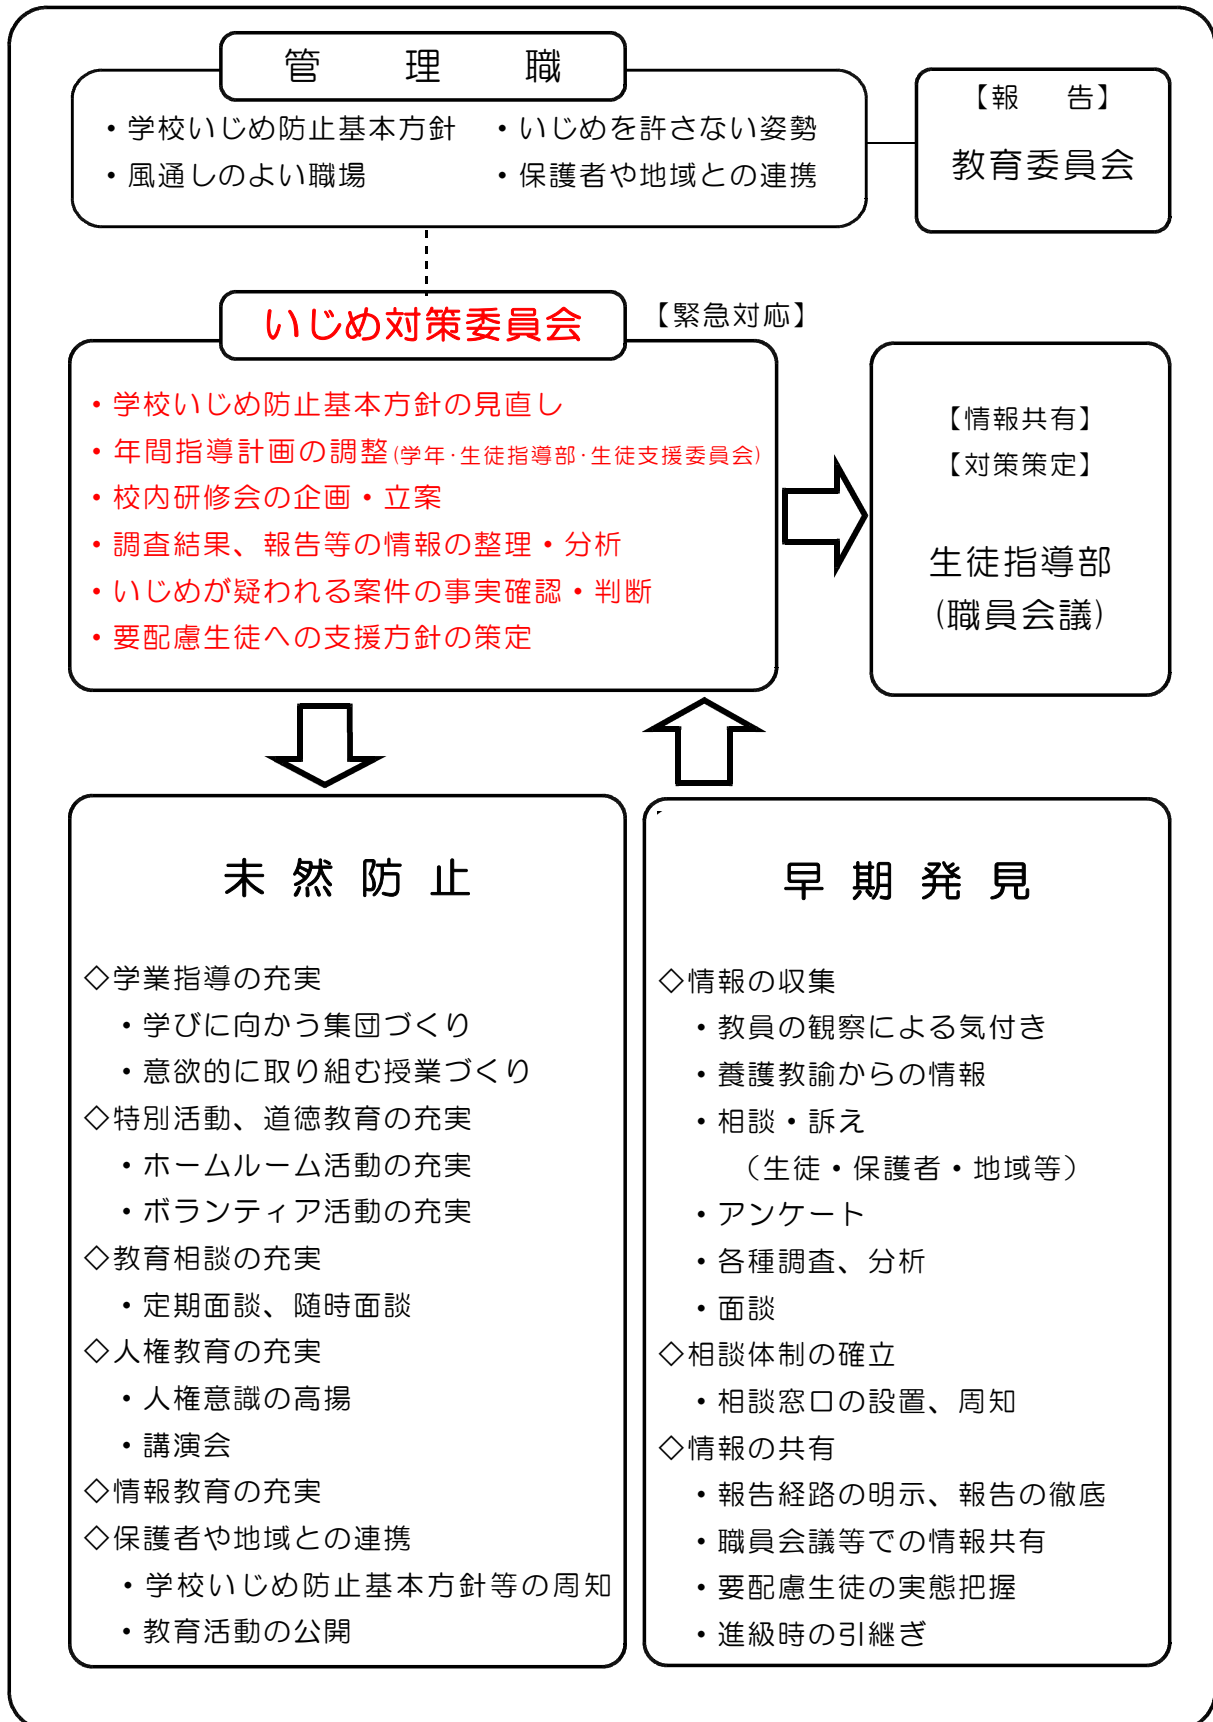 管　理　職
・学校いじめ防止基本方針　・いじめを許さない姿勢
・風通しのよい職場　・保護者や地域との連携
【報　告】
教育委員会
いじめ対策委員会
【緊急対応】
・学校いじめ防止基本方針の見直し
・年間指導計画の調整(学年・生徒指導部・生徒支援委員会)
・校内研修会の企画・立案
・調査結果、報告等の情報の整理・分析
・いじめが疑われる案件の事実確認・判断
・要配慮生徒への支援方針の策定
【情報共有】
【対策策定】
生徒指導部
(職員会議)
未 然 防 止
◇学業指導の充実
・学びに向かう集団づくり
・意欲的に取り組む授業づくり
◇特別活動、道徳教育の充実
・ホームルーム活動の充実
・ボランティア活動の充実
◇教育相談の充実
・定期面談、随時面談
◇人権教育の充実
・人権意識の高揚
・講演会
◇情報教育の充実
◇保護者や地域との連携
・学校いじめ防止基本方針等の周知
・教育活動の公開
早 期 発 見
◇情報の収集
・教員の観察による気付き
・養護教諭からの情報
・相談・訴え
（生徒・保護者・地域等）
・アンケート
・各種調査、分析
・面談
◇相談体制の確立
・相談窓口の設置、周知
◇情報の共有
・報告経路の明示、報告の徹底
・職員会議等での情報共有
・要配慮生徒の実態把握
・進級時の引継ぎ